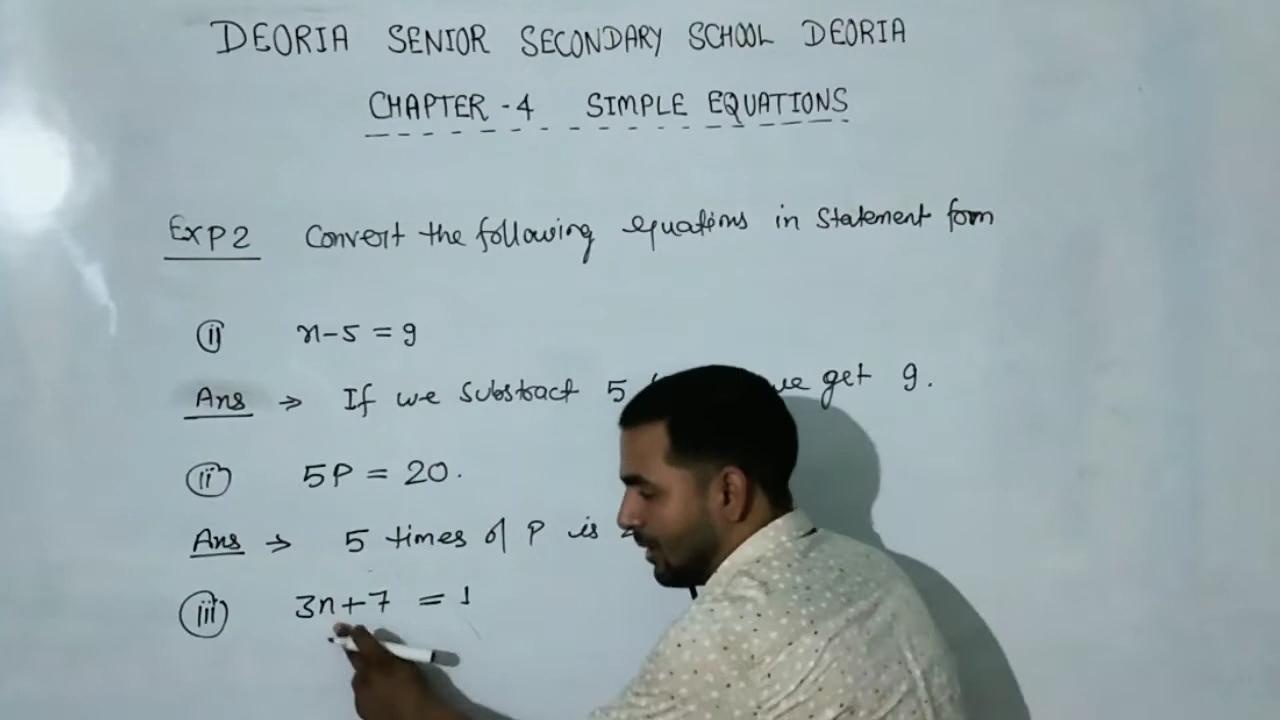 DEORIA SENIOR SECONDARY SCHOOL DEORIA
CHAPTER - 4 SIMPLE EQUATIONS
Exp 2 Convert the following equations in Statement form
(i) x-5 = 9
Ans → If we substract 5 we get 9.
(ii) 5P = 20.
Ans → 5 times of P is
(iii) 3n+7 = 1